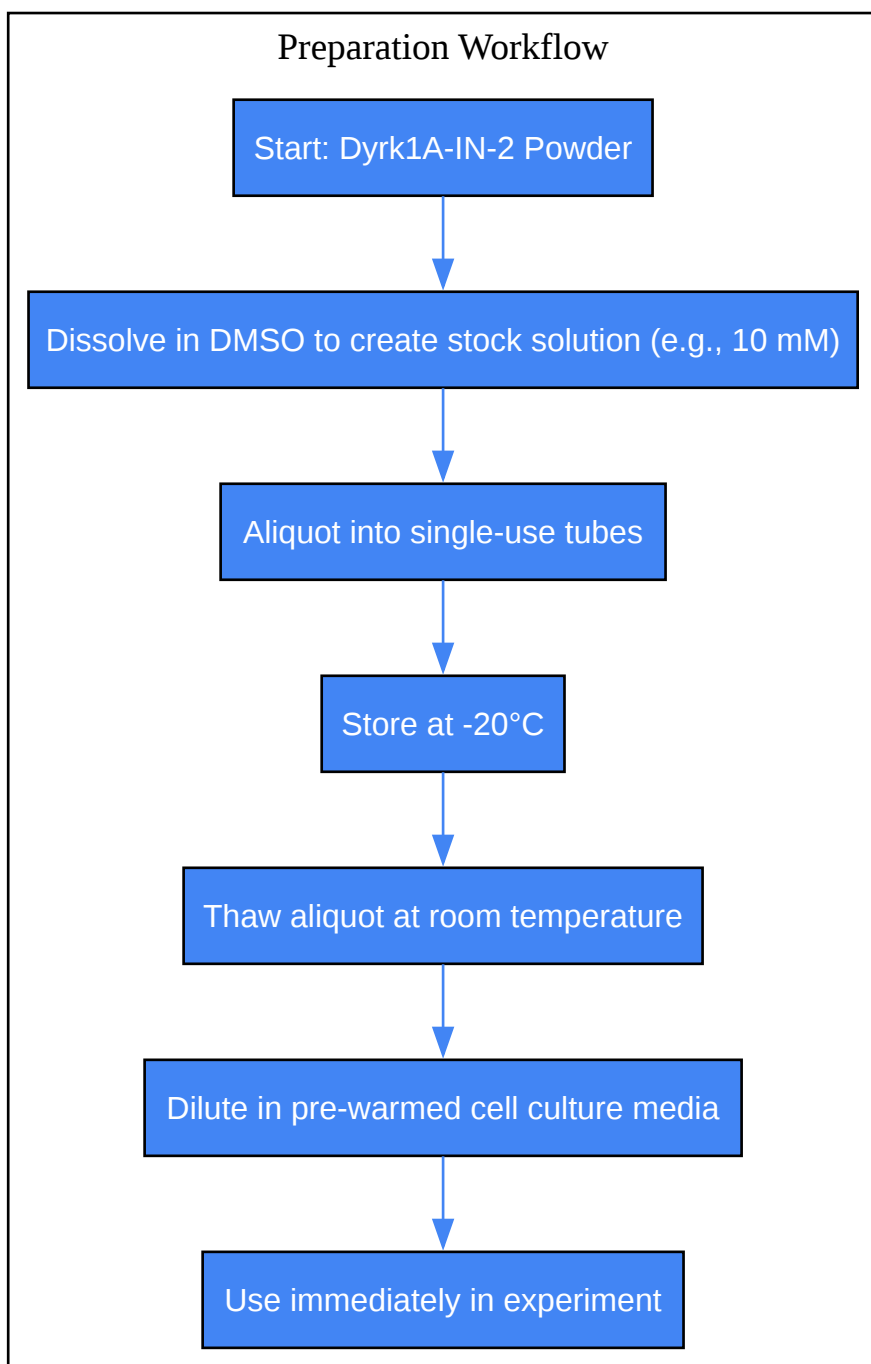 Preparation Workflow
Start: Dyrk1A-IN-2 Powder
Dissolve in DMSO to create stock solution (e.g., 10 mM)
Aliquot into single-use tubes
Store at -20°C
Thaw aliquot at room temperature
Dilute in pre-warmed cell culture media
Use immediately in experiment